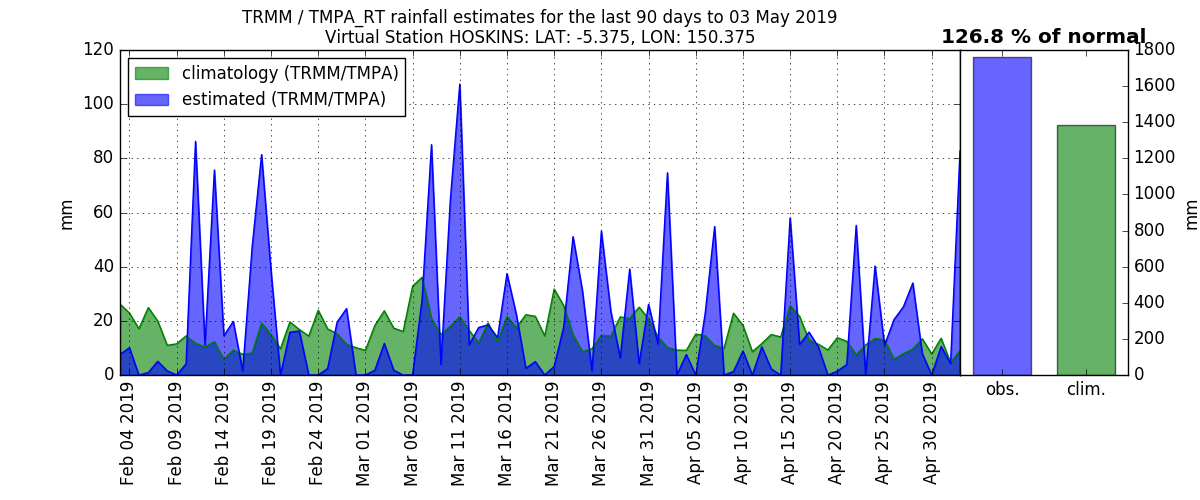 TRMM / TMPA_RT rainfall estimates for the last 90 days to 03 May 2019
Virtual Station HOSKINS: LAT: -5.375, LON: 150.375
126.8 % of normal
climatology (TRMM/TMPA)
estimated (TRMM/TMPA)
mm
120
100
80
60
40
20
0
Feb 04 2019
Feb 09 2019
Feb 14 2019
Feb 19 2019
Feb 24 2019
Mar 01 2019
Mar 06 2019
Mar 11 2019
Mar 16 2019
Mar 21 2019
Mar 26 2019
Mar 31 2019
Apr 05 2019
Apr 10 2019
Apr 15 2019
Apr 20 2019
Apr 25 2019
Apr 30 2019
obs.
clim.
1800
1600
1400
1200
1000
800
600
400
200
0
mm